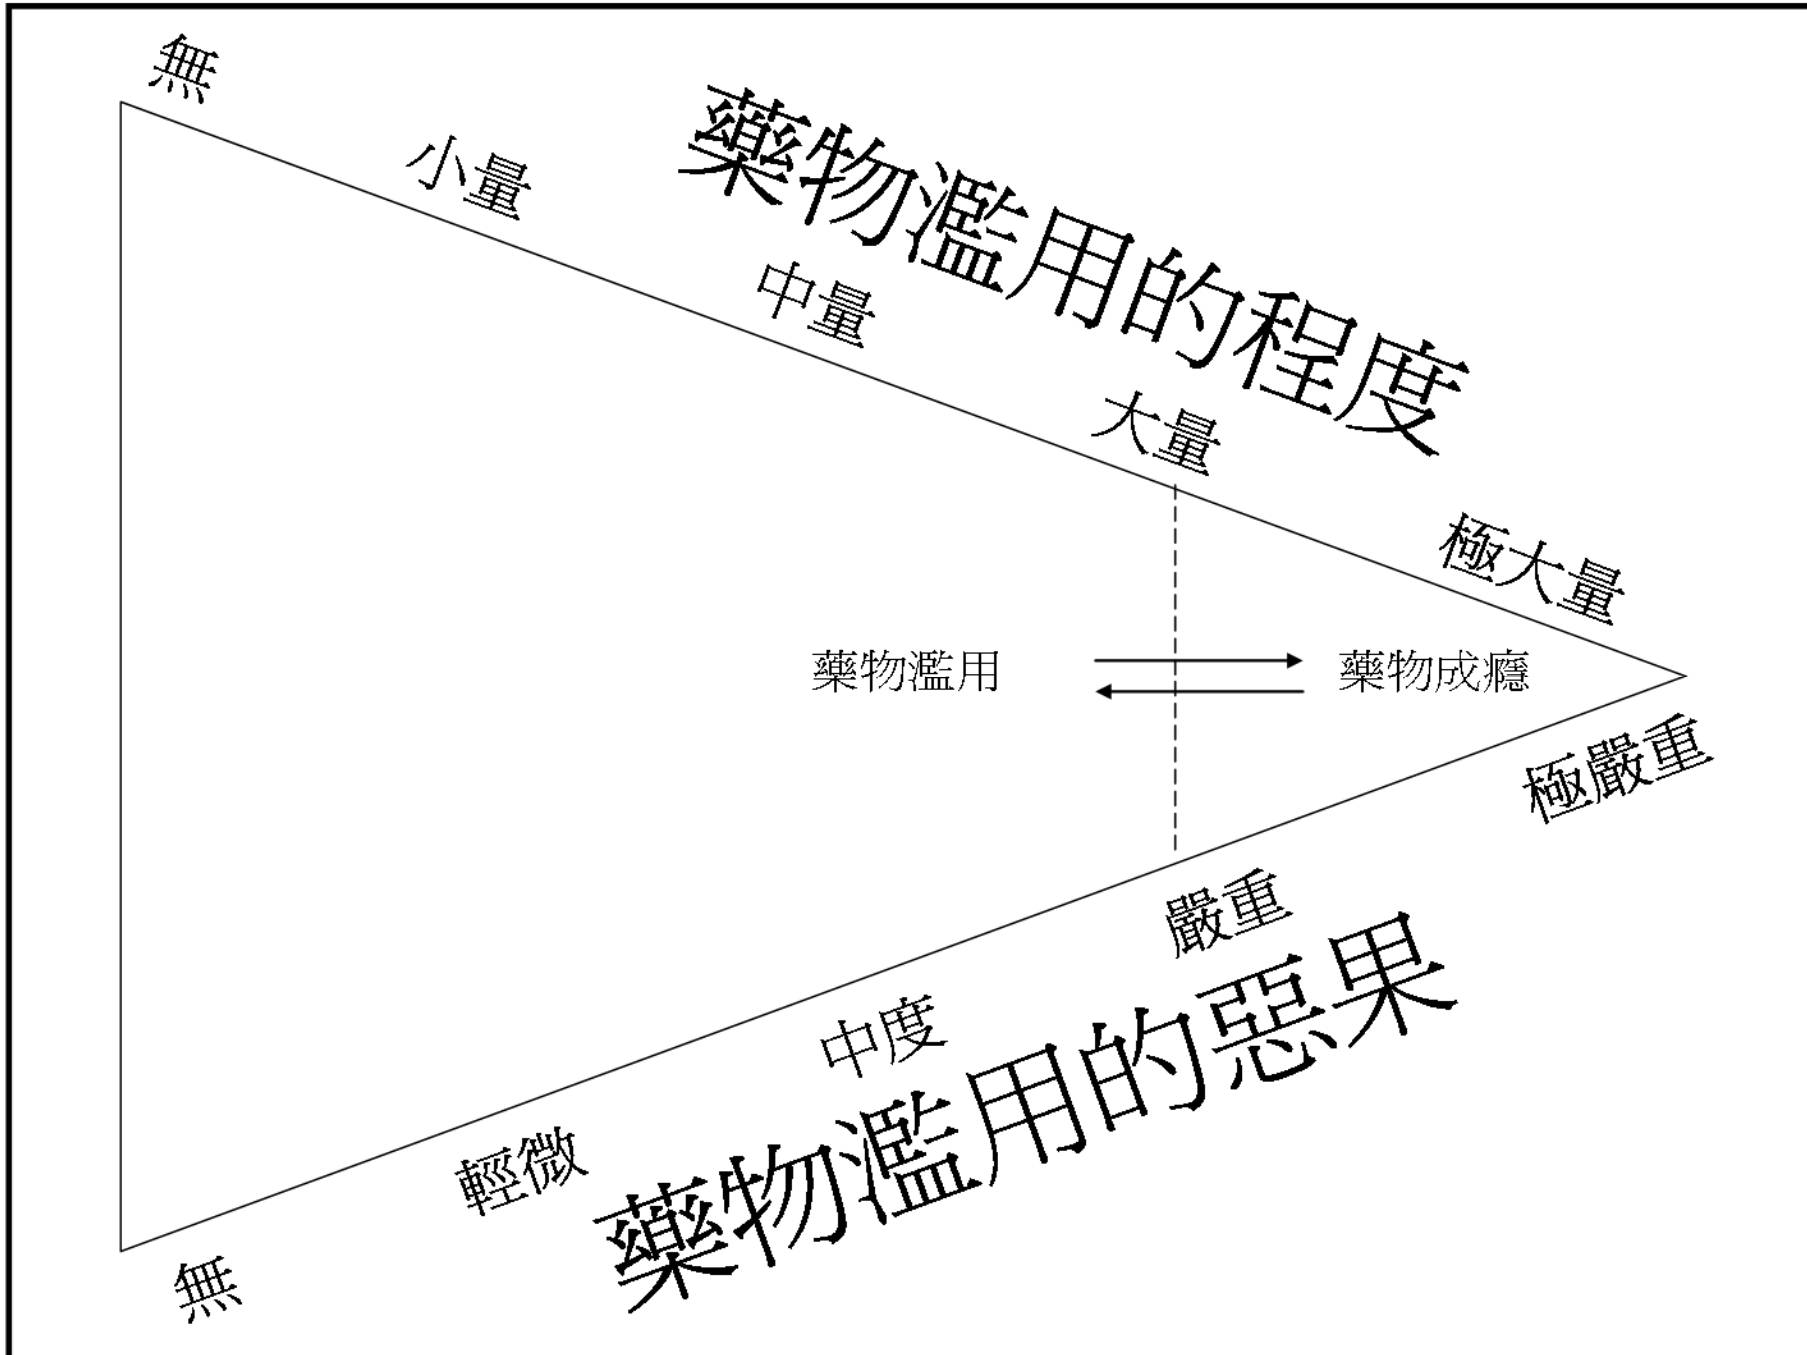 無
小量
藥物濫用的程度
中量
大量
極大量
藥物濫用
藥物成癮
極嚴重
嚴重
中度
藥物濫用的惡果
輕微
無